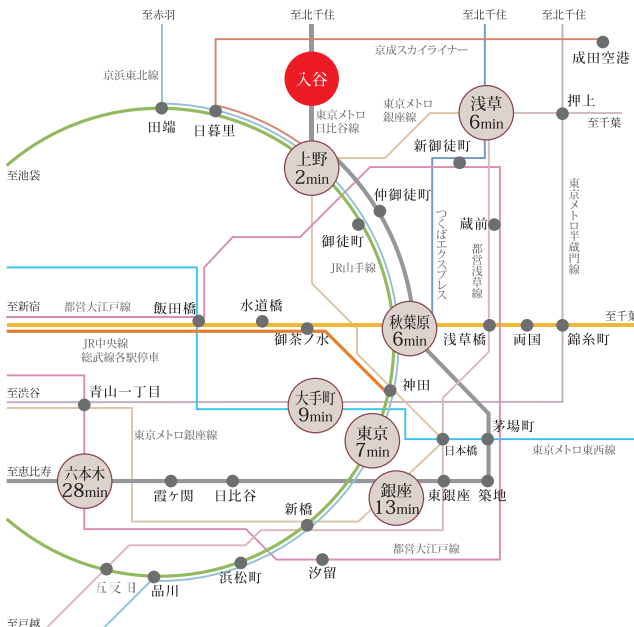 至赤羽
至北千住
至北千住
至北千住
京成スカイライナー
成田空港
京浜東北線
入谷
東京メトロ
日比谷線
東京メトロ
銀座線
浅草
6min
押上
至千葉
田端
日暮里
新御徒町
上野
2min
至池袋
仲御徒町
東京メトロ半蔵門線
つくばエクスプレス
蔵前
御徒町
都営浅草線
JR山手線
至新宿
都営大江戸線
飯田橋
水道橋
御茶ノ水
秋葉原
6min
浅草橋
両国
錦糸町
至千葉
JR中央線
総武線各駅停車
至渋谷
青山一丁目
大手町
9min
神田
東京メトロ銀座線
東京
7min
茅場町
日本橋
東京メトロ東西線
至恵比寿
六本木
28min
霞ケ関
日比谷
銀座
13min
東銀座
築地
新橋
都営大江戸線
汐留
浜松町
五反田
品川
至戸越